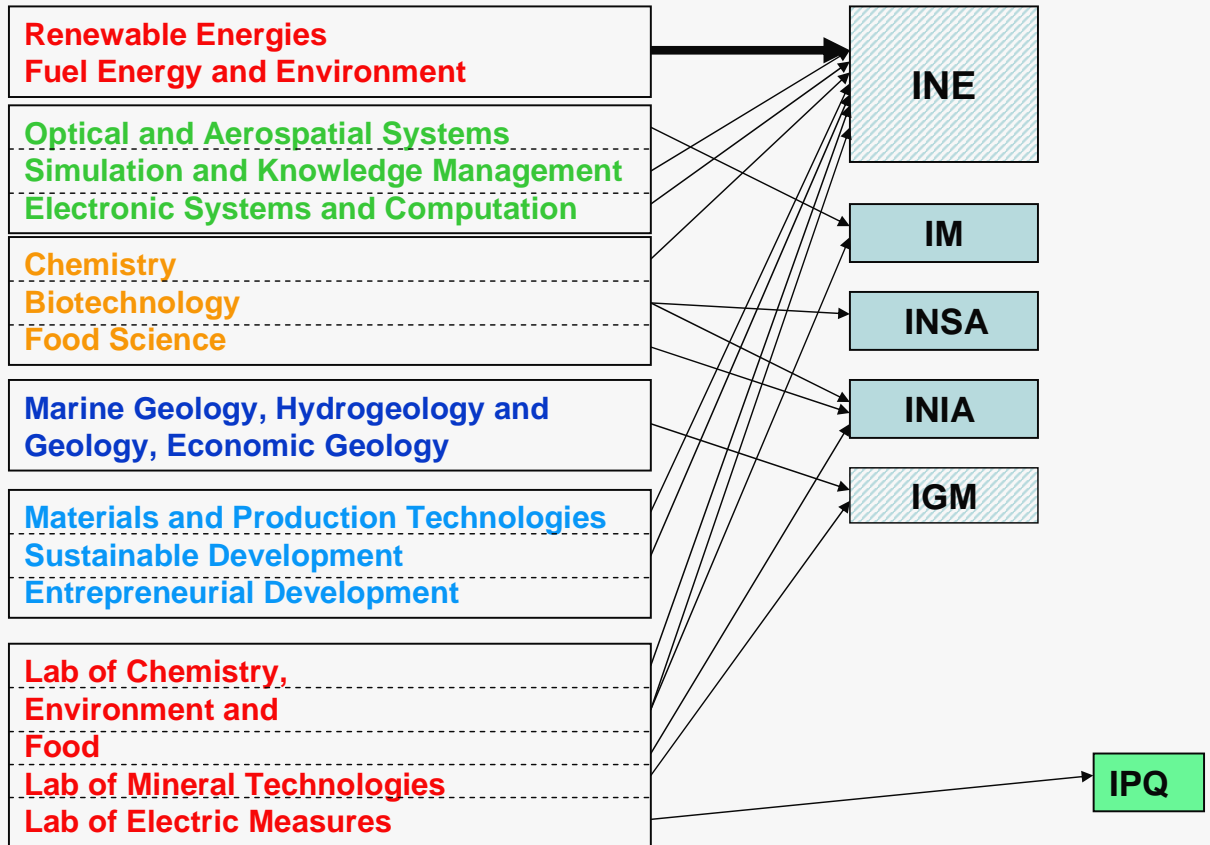 Renewable Energies
Fuel Energy and Environment
Optical and Aerospatial Systems
Simulation and Knowledge Management
Electronic Systems and Computation
Chemistry
Biotechnology
Food Science
Marine Geology, Hydrogeology and
Geology, Economic Geology
Materials and Production Technologies
Sustainable Development
Entrepreneurial Development
Lab of Chemistry,
Environment and
Food
Lab of Mineral Technologies
Lab of Electric Measures
INE
IM
INSA
INIA
IGM
IPQ